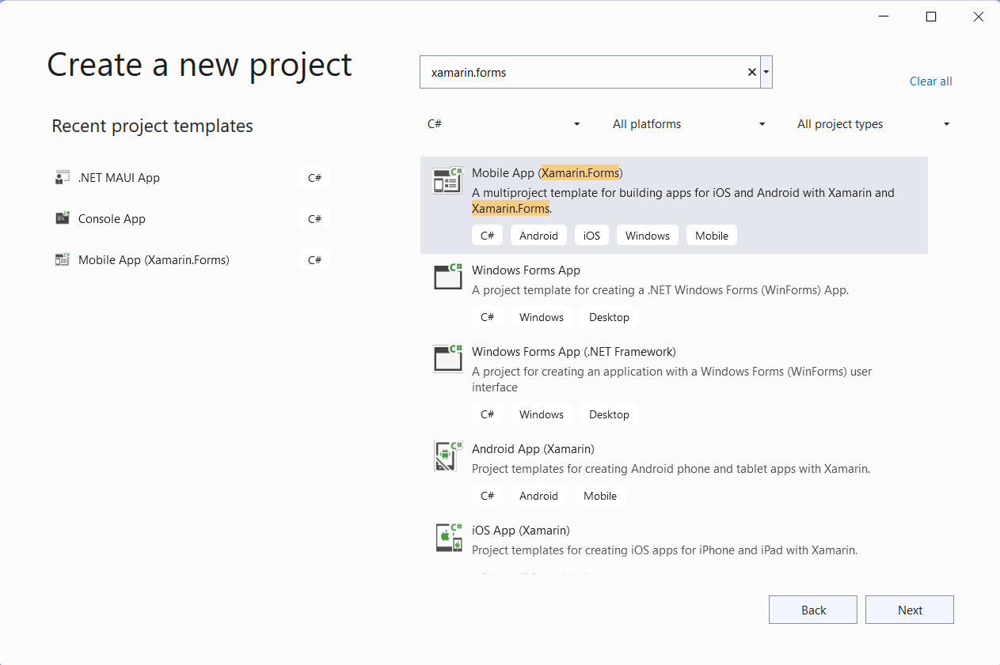 Create a new project
xamarin.forms
Clear all
Recent project templates
C#
All platforms
All project types
.NET MAUI App
C#
Console App
C#
Mobile App (Xamarin.Forms)
C#
Mobile App (Xamarin.Forms)
A multiproject template for building apps for iOS and Android with Xamarin and
Xamarin.Forms.
C# Android iOS Windows Mobile
Windows Forms App
A project template for creating a .NET Windows Forms (WinForms) App.
C# Windows Desktop
Windows Forms App (.NET Framework)
A project for creating an application with a Windows Forms (WinForms) user
interface
C# Windows Desktop
Android App (Xamarin)
Project templates for creating Android phone and tablet apps with Xamarin.
C# Android Mobile
iOS App (Xamarin)
Project templates for creating iOS apps for iPhone and iPad with Xamarin.
Back
Next